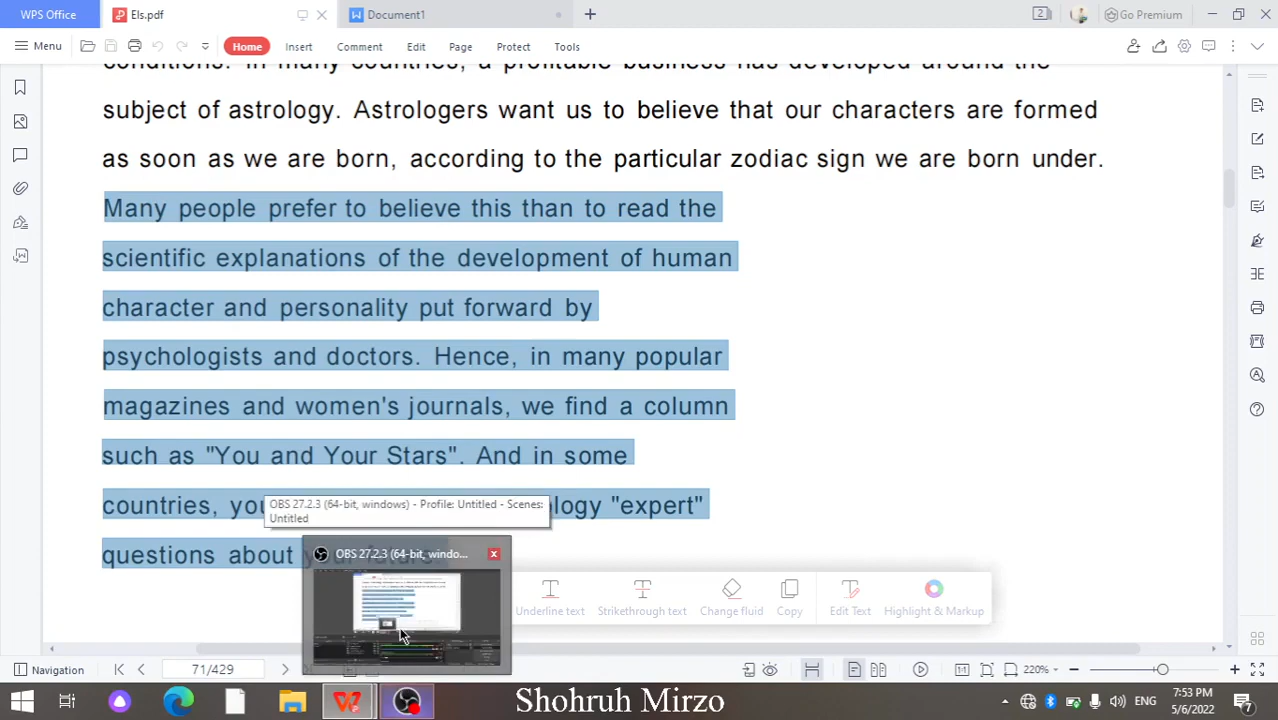 WPS Office
Els.pdf
Document1
2
Go Premium
Menu
Home
Insert
Comment
Edit
Page
Protect
Tools
conditions. In many countries, a profitable business has developed around the
subject of astrology. Astrologers want us to believe that our characters are formed
as soon as we are born, according to the particular zodiac sign we are born under.
Many people prefer to believe this than to read the
scientific explanations of the development of human
character and personality put forward by
psychologists and doctors. Hence, in many popular
magazines and women's journals, we find a column
such as "You and Your Stars". And in some
countries, you
"expert"
OBS 27.2.3 (64-bit, windows) - Profile: Untitled - Scenes:
Untitled
questions about your future.
OBS 27.2.3 (64-bit, windo...
Underline text
Strikethrough text
Change fluid
Copy
Edit Text
Highlight & Markup
Navigation
71/429
220%
Shohruh Mirzo
ENG
7:53 PM
5/6/2022
7